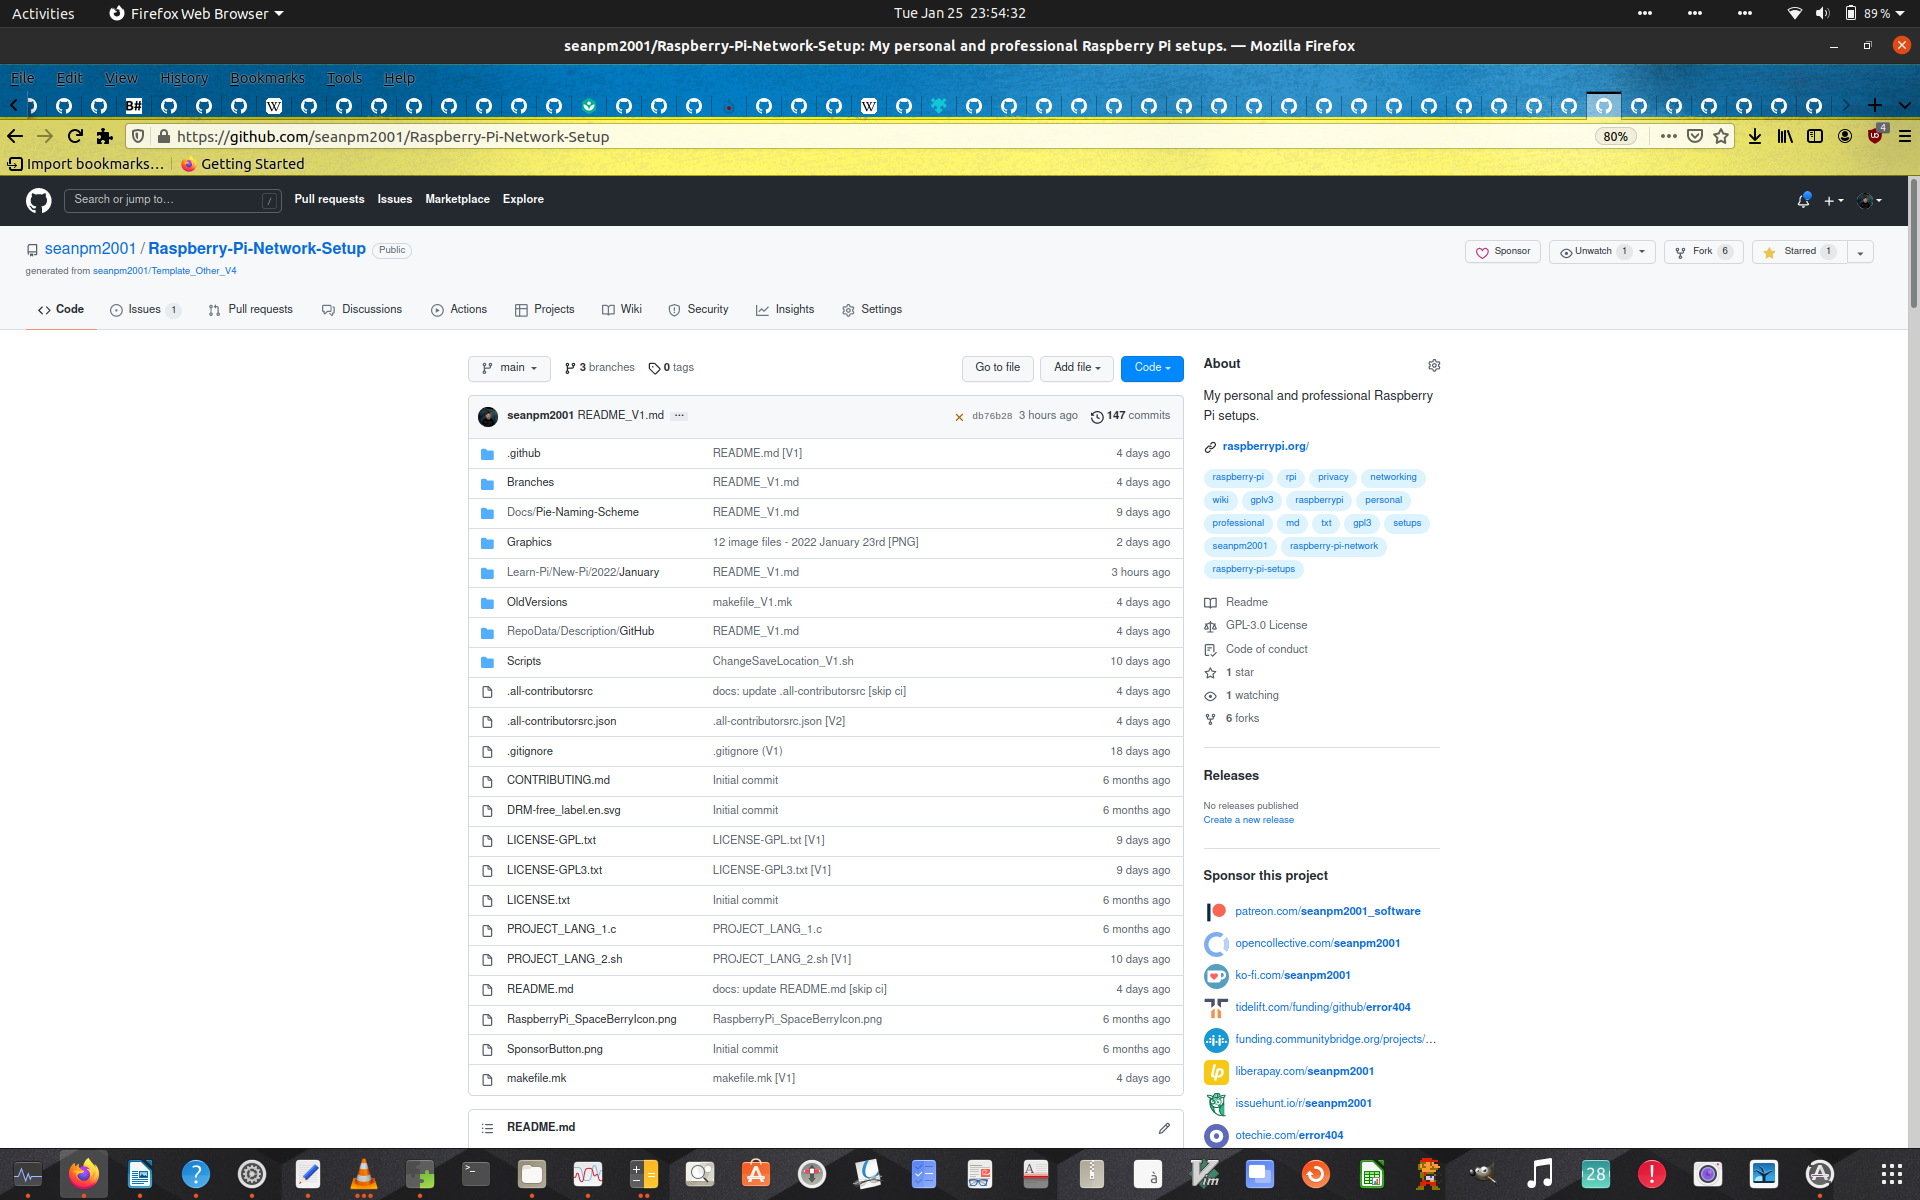 Activities Firefox Web Browser Tue Jan 25 23:54:32 89 %
seanpm2001/Raspberry-Pi-Network-Setup: My personal and professional Raspberry Pi setups. — Mozilla Firefox
File Edit View History Bookmarks Tools Help
B# W W
https://github.com/seanpm2001/Raspberry-Pi-Network-Setup 80% 4
Import bookmarks… Getting Started
Search or jump to… / Pull requests Issues Marketplace Explore
seanpm2001 / Raspberry-Pi-Network-Setup Public Sponsor Unwatch 1 Fork 6 Starred 1
generated from seanpm2001/Template_Other_V4
Code Issues 1 Pull requests Discussions Actions Projects Wiki Security Insights Settings
main 3 branches 0 tags Go to file Add file Code
seanpm2001 README_V1.md ··· db76b28 3 hours ago 147 commits
.github README.md [V1] 4 days ago
Branches README_V1.md 4 days ago
Docs/Pie-Naming-Scheme README_V1.md 9 days ago
Graphics 12 image files - 2022 January 23rd [PNG] 2 days ago
Learn-Pi/New-Pi/2022/January README_V1.md 3 hours ago
OldVersions makefile_V1.mk 4 days ago
RepoData/Description/GitHub README_V1.md 4 days ago
Scripts ChangeSaveLocation_V1.sh 10 days ago
.all-contributorsrc docs: update .all-contributorsrc [skip ci] 4 days ago
.all-contributorsrc.json .all-contributorsrc.json [V2] 4 days ago
.gitignore .gitignore (V1) 18 days ago
CONTRIBUTING.md Initial commit 6 months ago
DRM-free_label.en.svg Initial commit 6 months ago
LICENSE-GPL.txt LICENSE-GPL.txt [V1] 9 days ago
LICENSE-GPL3.txt LICENSE-GPL3.txt [V1] 9 days ago
LICENSE.txt Initial commit 6 months ago
PROJECT_LANG_1.c PROJECT_LANG_1.c 6 months ago
PROJECT_LANG_2.sh PROJECT_LANG_2.sh [V1] 10 days ago
README.md docs: update README.md [skip ci] 4 days ago
RaspberryPi_SpaceBerryIcon.png RaspberryPi_SpaceBerryIcon.png 6 months ago
SponsorButton.png Initial commit 6 months ago
makefile.mk makefile.mk [V1] 4 days ago
README.md
About
My personal and professional Raspberry
Pi setups.
raspberrypi.org/
raspberry-pi rpi privacy networking
wiki gplv3 raspberrypi personal
professional md txt gpl3 setups
seanpm2001 raspberry-pi-network
raspberry-pi-setups
Readme
GPL-3.0 License
Code of conduct
1 star
1 watching
6 forks
Releases
No releases published
Create a new release
Sponsor this project
patreon.com/seanpm2001_software
opencollective.com/seanpm2001
ko-fi.com/seanpm2001
tidelift.com/funding/github/error404
funding.communitybridge.org/projects/…
liberapay.com/seanpm2001
issuehunt.io/r/seanpm2001
otechie.com/error404
28